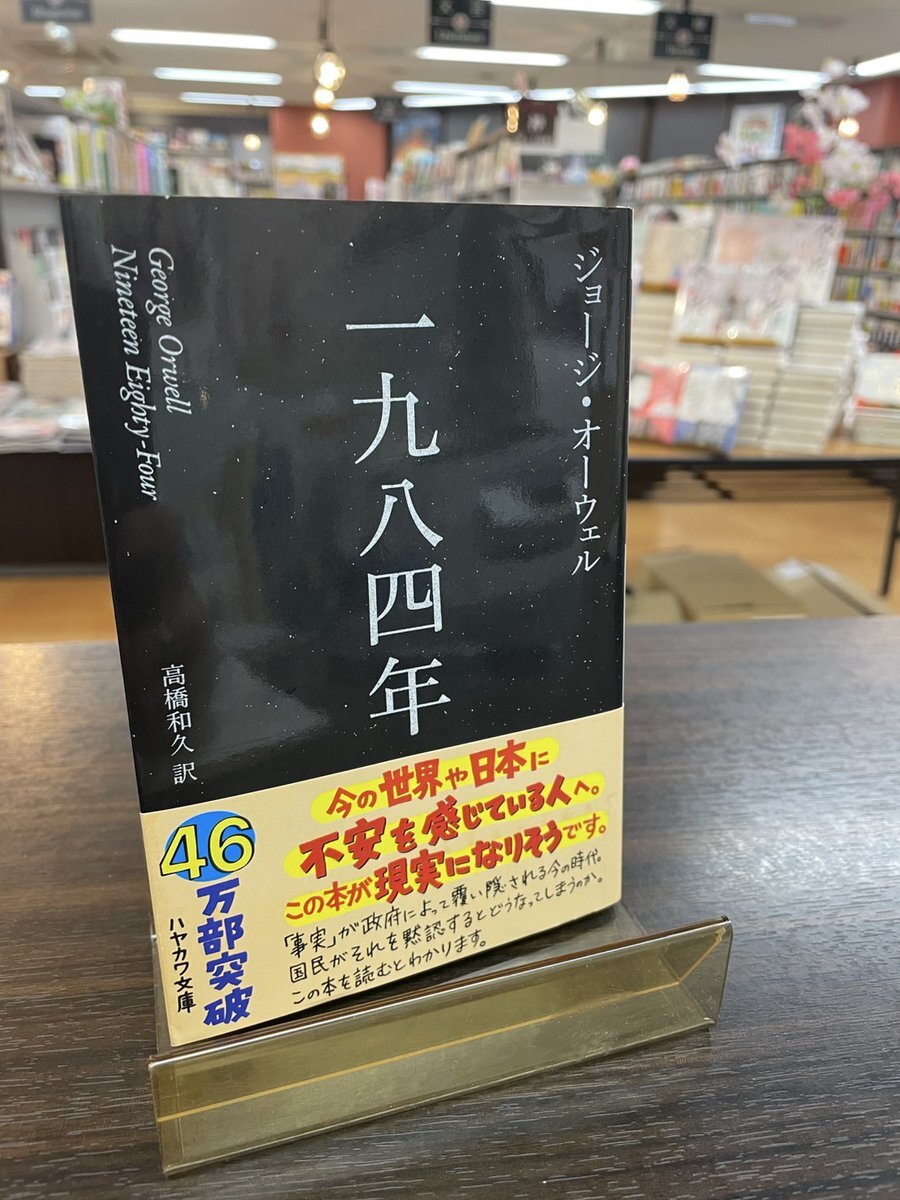 ジョージ・オーウェル
一九八四年
George Orwell
Nineteen Eighty-Four
高橋和久 訳
今の世界や日本に
不安を感じている人へ。
この本が現実になりそうです。
「事実」が政府によって覆い隠される今の時代。
国民がそれを黙認するとどうなってしまうのか。
この本を読むとわかります。
46
万部突破
ハヤカワ文庫